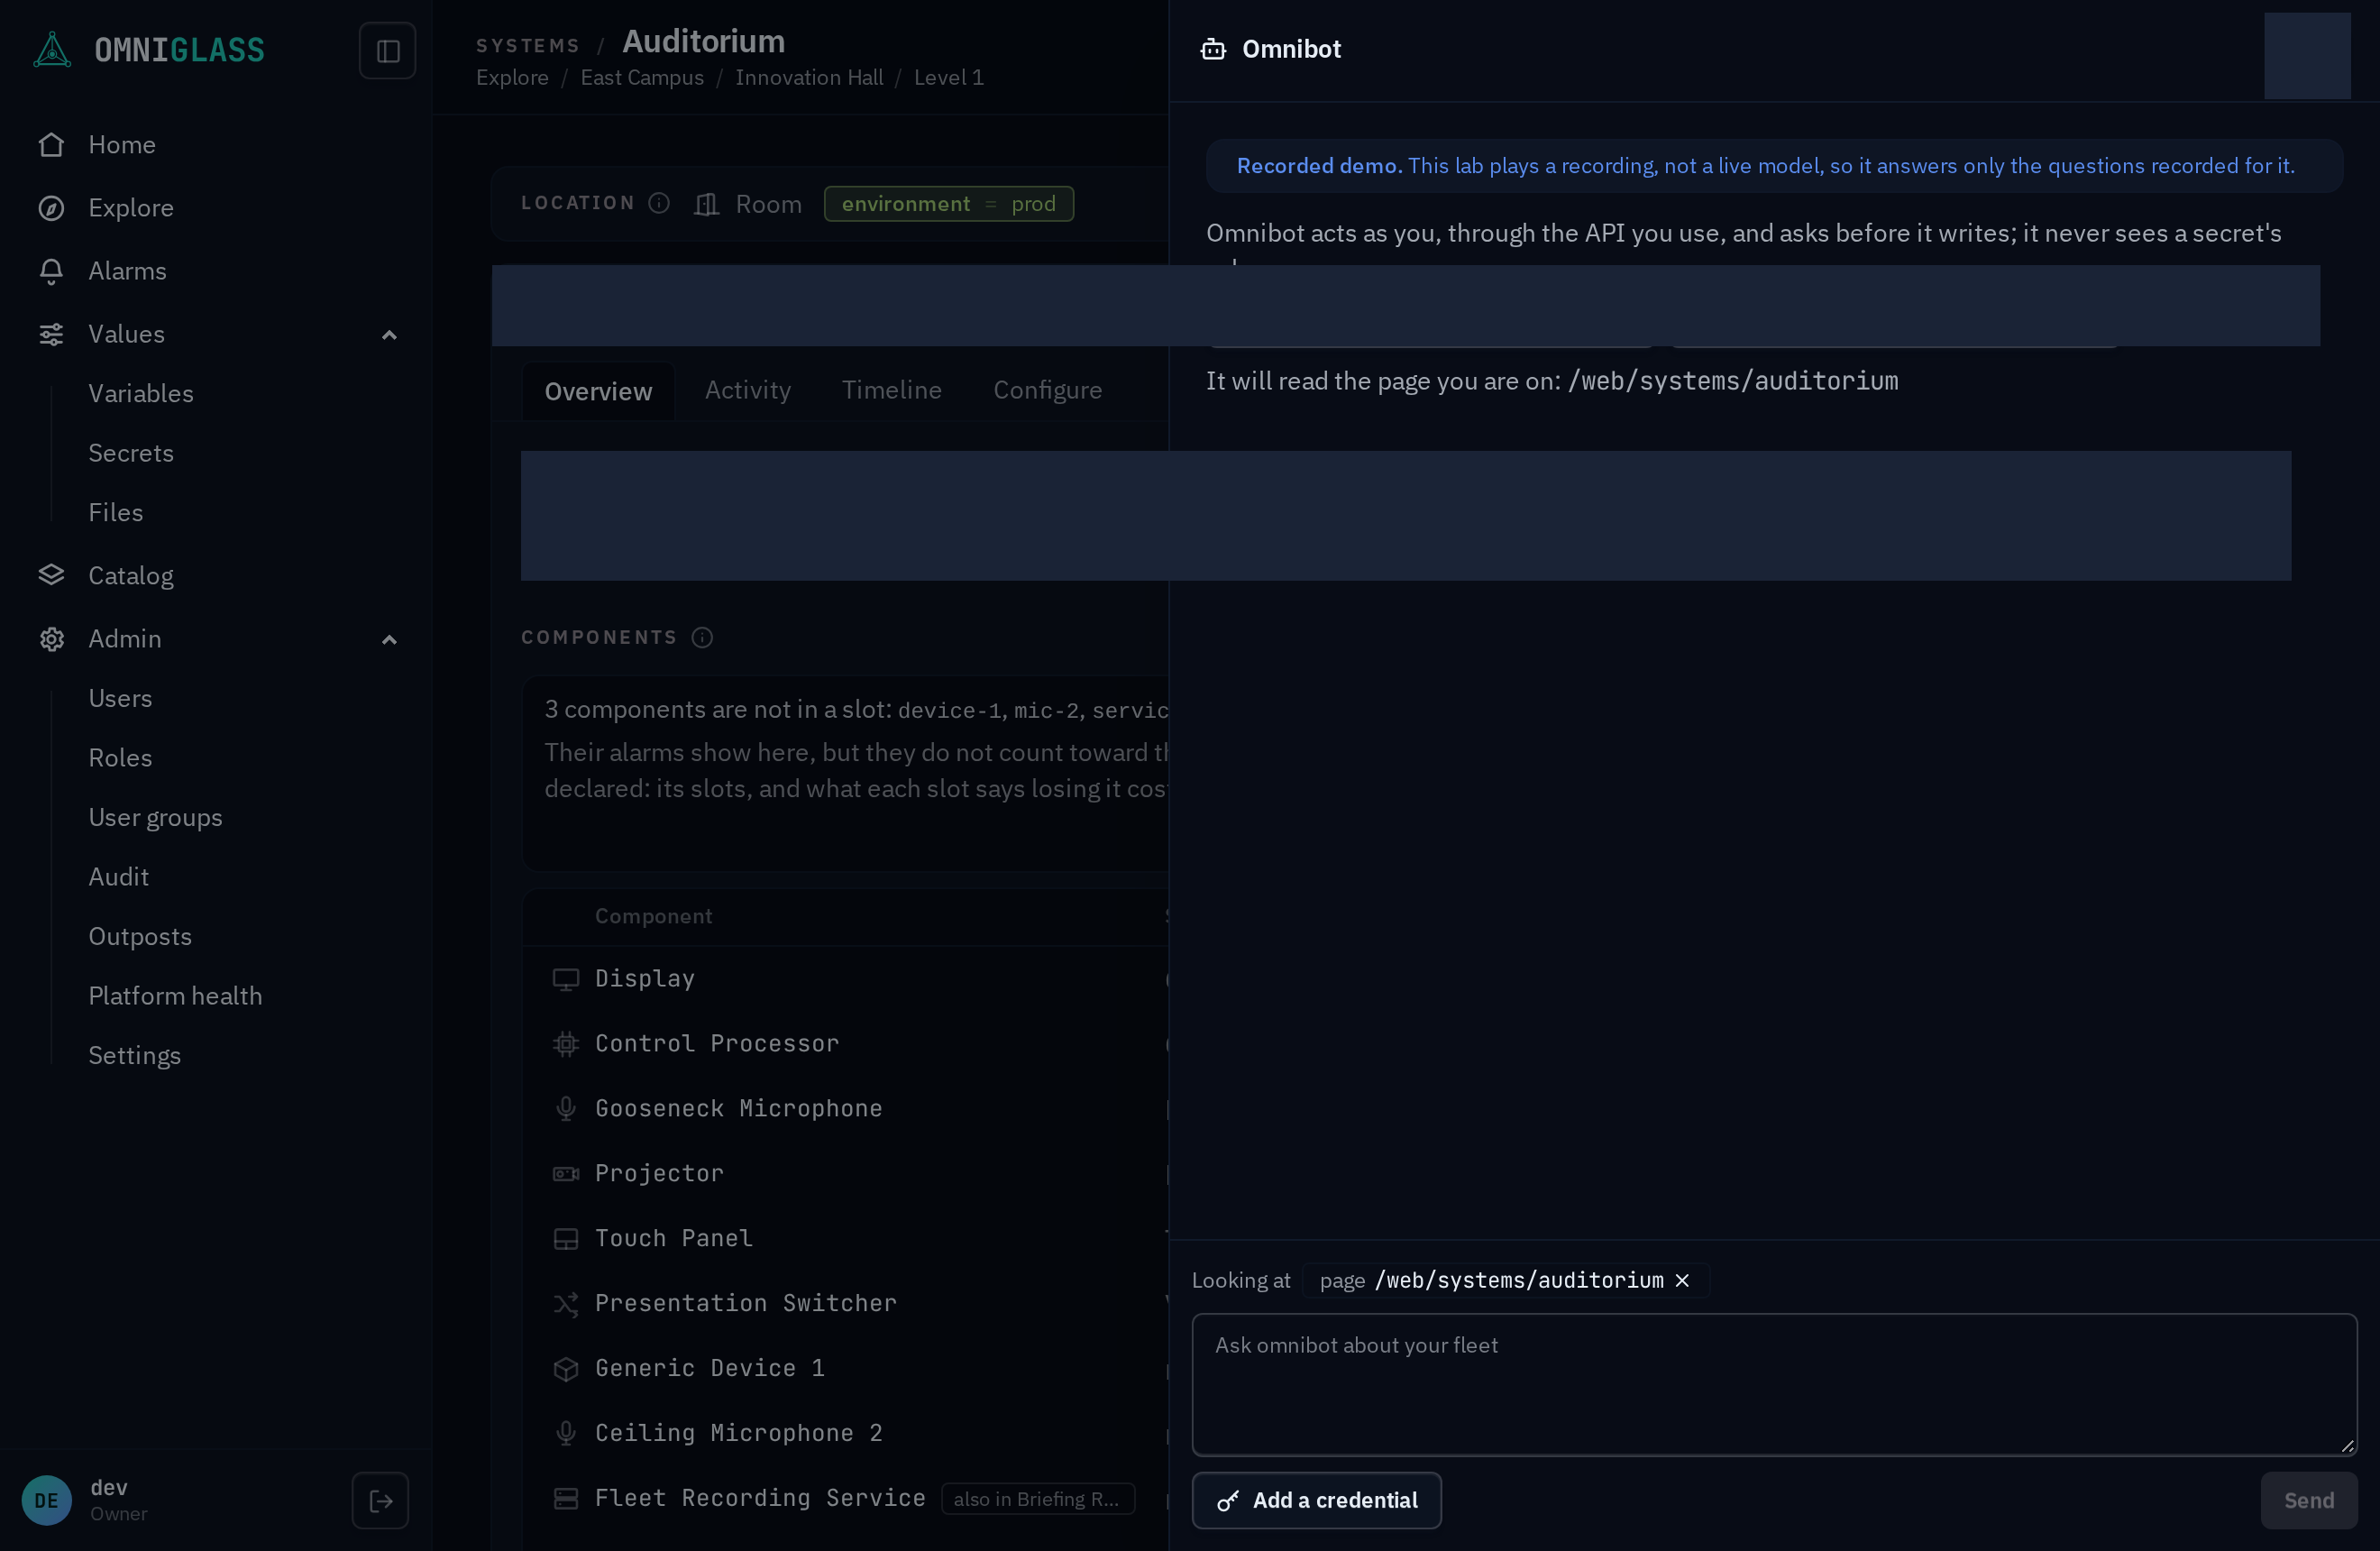 OMNIGLASS
Home
Explore
Alarms
Values
Variables
Secrets
Files
Catalog
Admin
Users
Roles
User groups
Audit
Outposts
Platform health
Settings
DE
dev
Owner
SYSTEMS / Auditorium
Explore / East Campus / Innovation Hall / Level 1
LOCATION Room environment = prod
Overview Activity Timeline Configure
COMPONENTS
3 components are not in a slot: device-1, mic-2,
Their alarms show here, but they do not count toward
declared: its slots, and what each slot says losing it
Component
Display
Control Processor
Gooseneck Microphone
Projector
Touch Panel
Presentation Switcher
Generic Device 1
Ceiling Microphone 2
Fleet Recording Service also in Briefing R...
Omnibot
Recorded demo. This lab plays a recording, not a live model, so it answers only the questions recorded for it.
Omnibot acts as you, through the API you use, and asks before it writes; it never sees a secret's
It will read the page you are on: /web/systems/auditorium
Looking at page /web/systems/auditorium
Ask omnibot about your fleet
Add a credential
Send